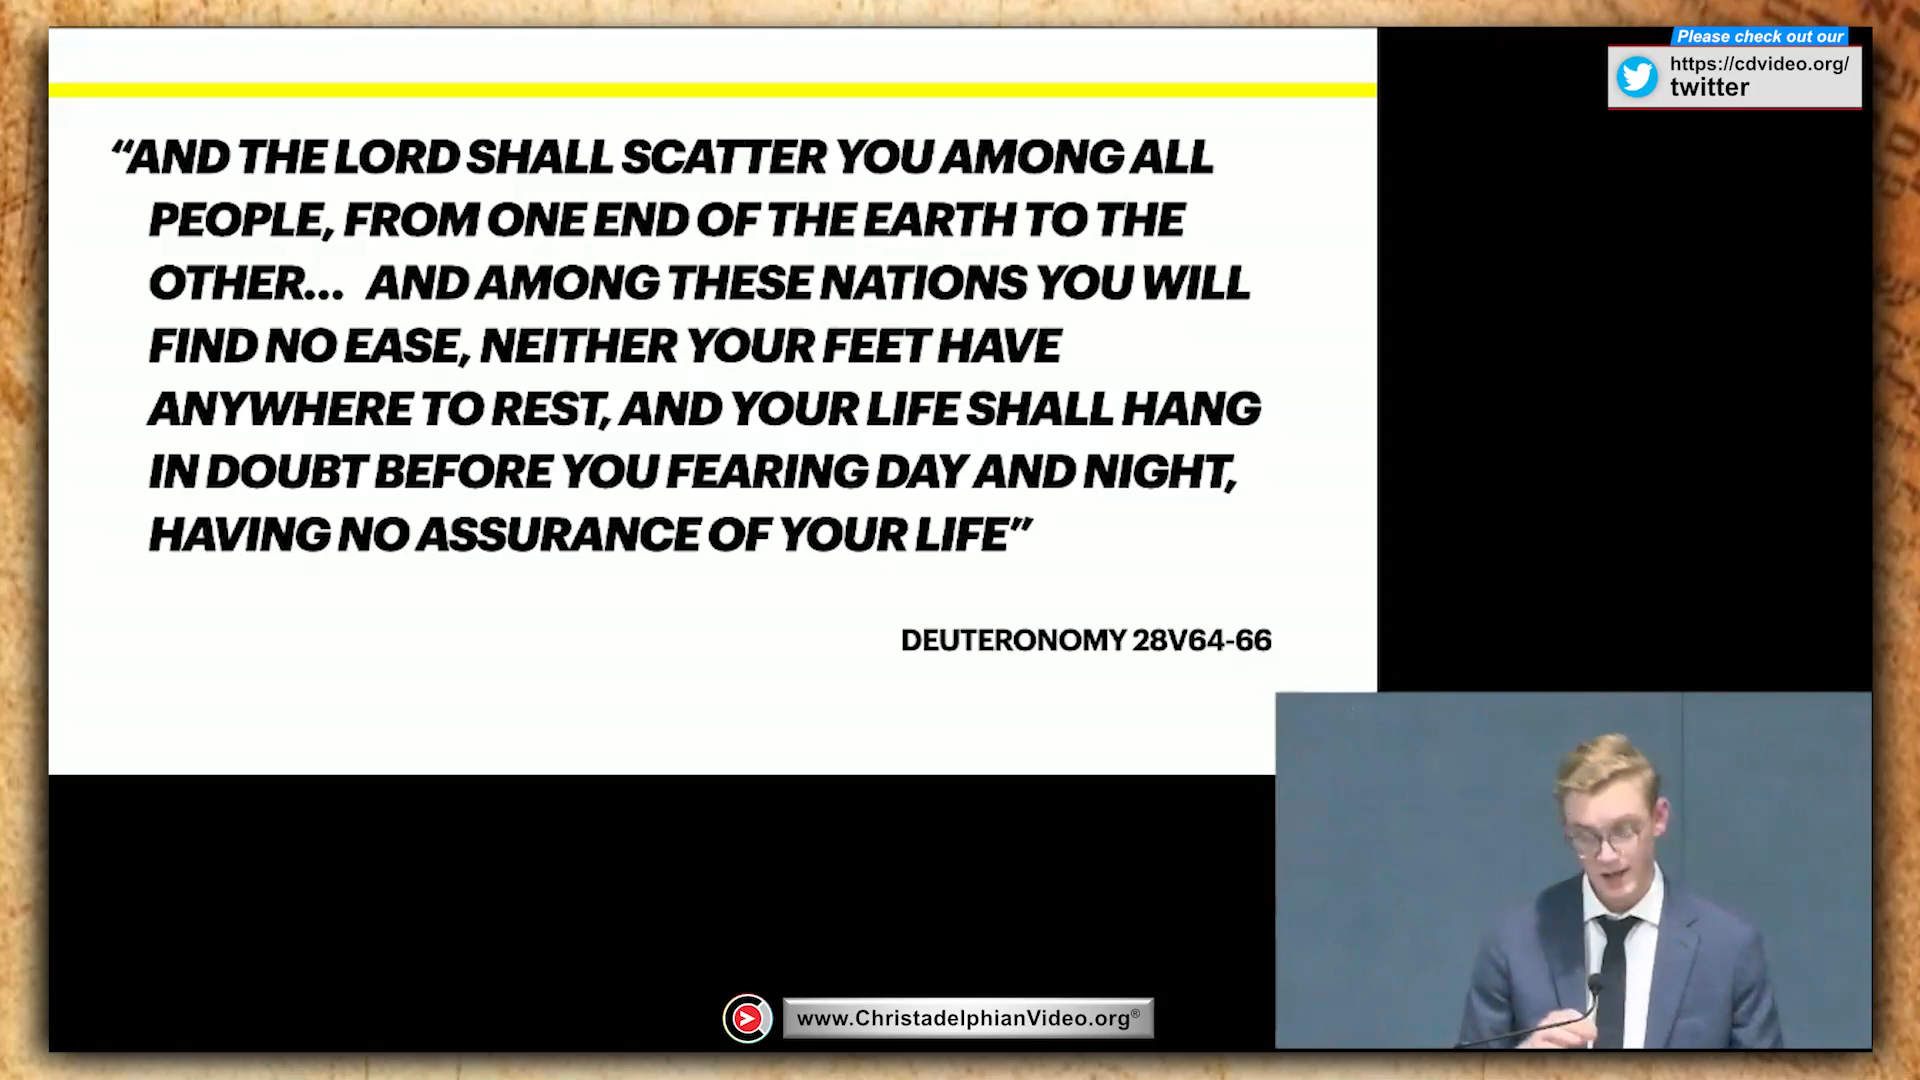 Please check out our
https://cdvideo.org/
twitter
“AND THE LORD SHALL SCATTER YOU AMONG ALL
PEOPLE, FROM ONE END OF THE EARTH TO THE
OTHER... AND AMONG THESE NATIONS YOU WILL
FIND NO EASE, NEITHER YOUR FEET HAVE
ANYWHERE TO REST, AND YOUR LIFE SHALL HANG
IN DOUBT BEFORE YOU FEARING DAY AND NIGHT,
HAVING NO ASSURANCE OF YOUR LIFE”
DEUTERONOMY 28V64-66
www.ChristadelphianVideo.org®